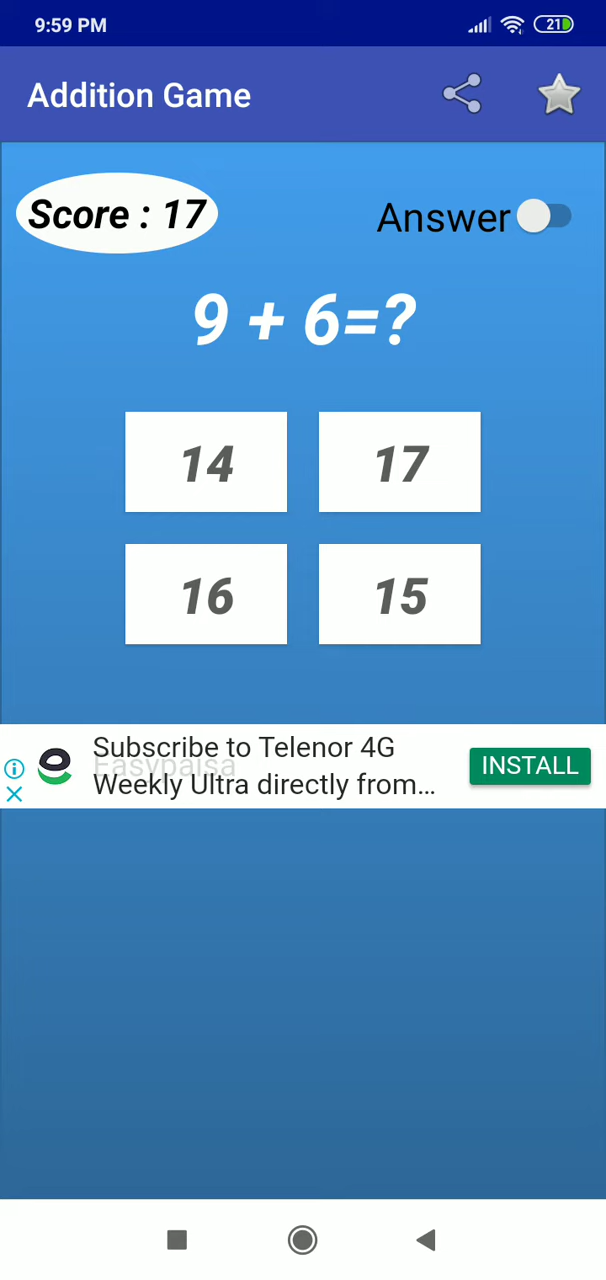 9:59 PM
21
Addition Game
Score : 17
Answer
9 + 6=?
14
17
16
15
Subscribe to Telenor 4G
Easypaisa
Weekly Ultra directly from...
INSTALL